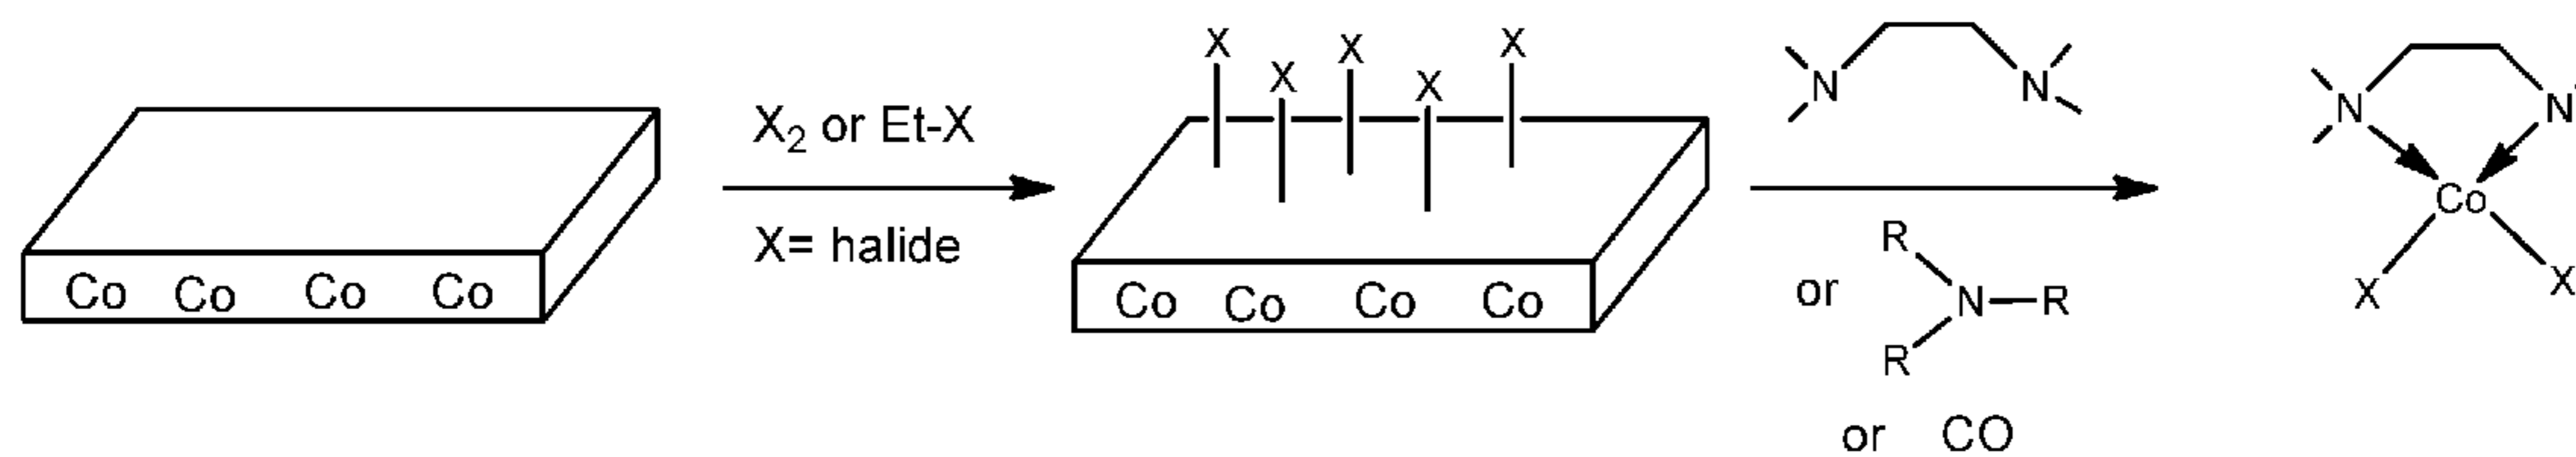 Co Co Co Co
X₂ or Et-X
X= halide
X X X X X
Co Co Co Co
N N
or
R
N R
R
or CO
N N
Co
X X